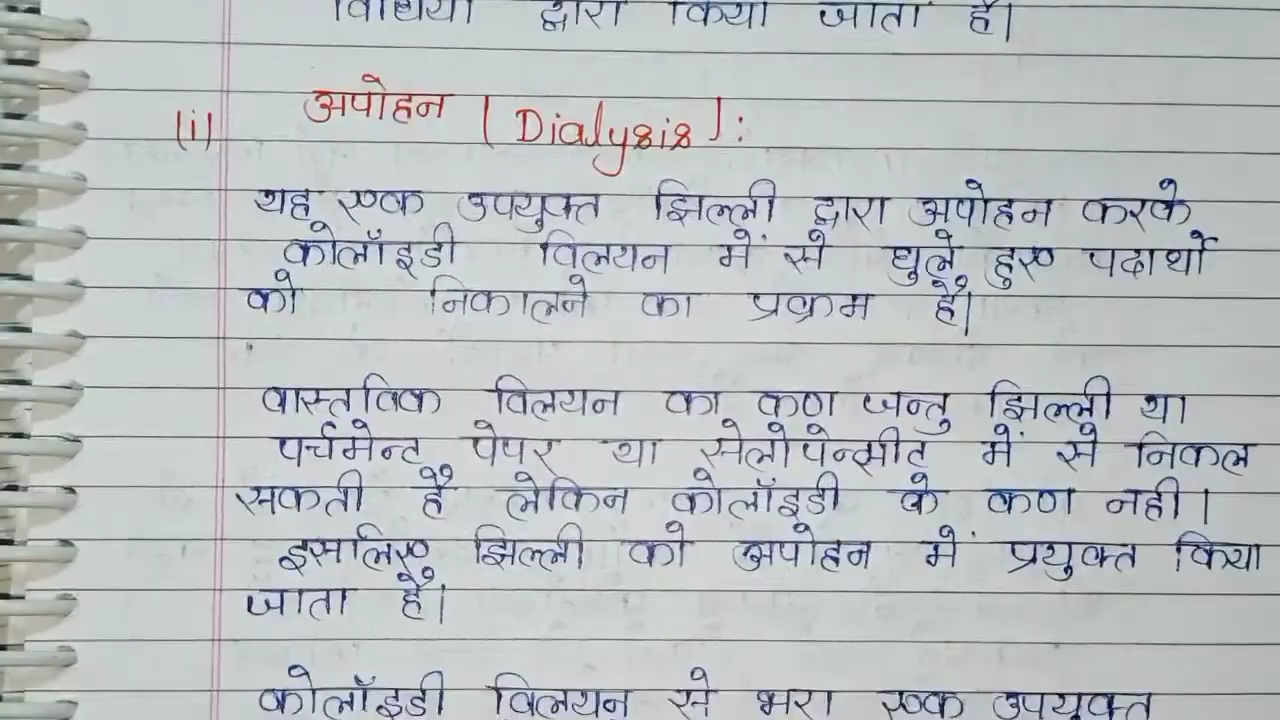 विधियों द्वारा किया जाता है।
(i) अपोहन (Dialysis):
यह एक उपयुक्त झिल्ली द्वारा अपोहन करके
कोलॉइडी विलयन में से घुले हुए पदार्थो
को निकालने का प्रक्रम है।
वास्तविक विलयन का कण जन्तु झिल्ली या
पर्चमेन्ट पेपर या सेलोपेन्सीट में से निकल
सकती है लेकिन कोलॉइडी के कण नही।
इसलिए झिल्ली को अपोहन में प्रयुक्त किया
जाता है।
कोलॉइडी विलयन से भरा एक उपयुक्त